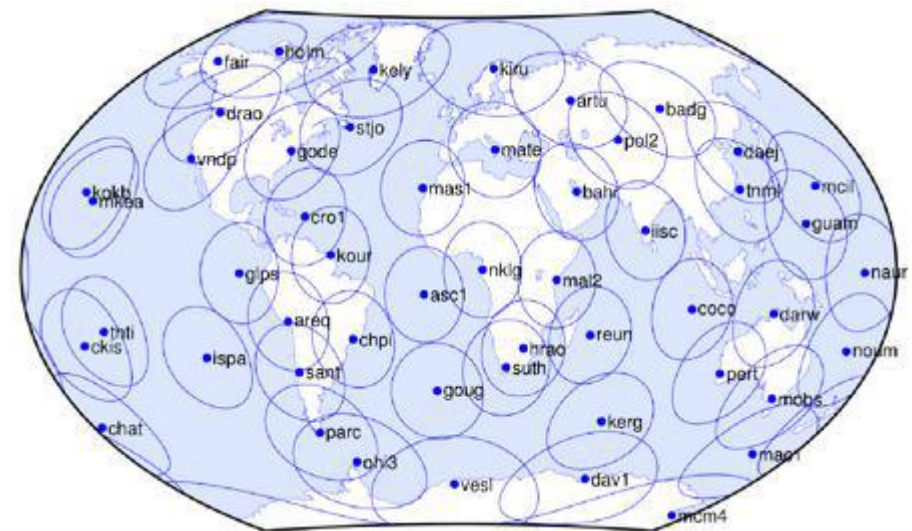 holm
fair
kely
kiru
artu
badg
drao
stjo
pol2
gode
mate
daej
vndp
mas1
bahr
tnml
mcil
kokb
mkea
cro1
guam
iisc
kour
nklg
glps
mal2
naur
asc1
coco
darw
areq
thti
chpi
reun
ckis
hrao
noum
ispa
suth
sant
pert
goug
mobs
kerg
chat
parc
mac1
ohi3
dav1
vesl
mcm4